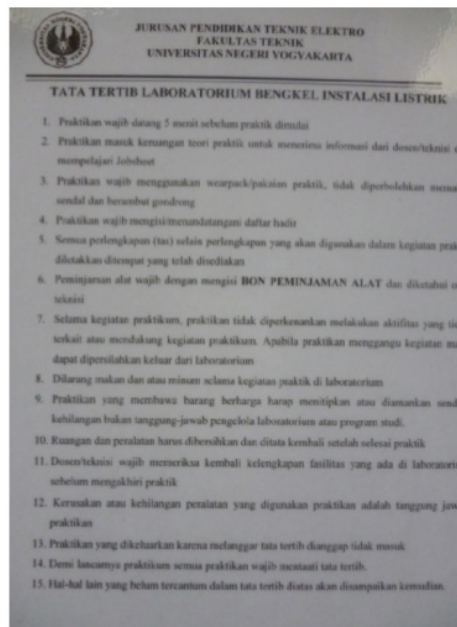 JURUSAN PENDIDIKAN TEKNIK ELEKTRO
FAKULTAS TEKNIK
UNIVERSITAS NEGERI YOGYAKARTA
TATA TERTIB LABORATORIUM BENGKEL INSTALASI LISTRIK
1. Praktikan wajib datang 5 menit sebelum praktik dimulai
2. Praktikan masuk keruangan teori praktik untuk menerima informasi dari dosen/teknisi
mempelajari Jobsheet
3. Praktikan wajib menggunakan wearpack/pakaian praktik, tidak diperbolehkan
sendal dan berambut gondrong
4. Praktikan wajib mengisi/menandatangani daftar hadir
5. Semua perlengkapan (tas) selain perlengkapan yang akan digunakan dalam kegiatan
diletakkan ditempat yang telah disediakan
6. Peminjaman alat wajib dengan mengisi BON PEMINJAMAN ALAT dan diketahui
teknisi
7. Selama kegiatan praktikum, praktikan tidak diperkenankan melakukan aktifitas yang
terkait atau mendukung kegiatan praktikum. Apabila praktikan menggangu kegiatan
dapat dipersilahkan keluar dari laboratorium
8. Dilarang makan dan atau minum selama kegiatan praktik di laboratorium
9. Praktikan yang membawa barang berharga harap menitipkan atau diamankan
kehilangan bukan tanggung-jawab pengelola laboratorium atau program studi.
10. Ruangan dan peralatan harus dibersihkan dan ditata kembali setelah selesai praktik
11. Dosen/teknisi wajib memeriksa kembali kelengkapan fasilitas yang ada di
sebelum mengakhiri praktik
12. Kerusakan atau kehilangan peralatan yang digunakan praktikan adalah tanggung
praktikan
13. Praktikan yang dikeluarkan karena melanggar tata tertib dianggap tidak masuk
14. Demi lancarnya praktikum semua praktikan wajib mentaati tata tertib.
15. Hal-hal lain yang belum tercantum dalam tata tertib diatas akan disampaikan kemudian.